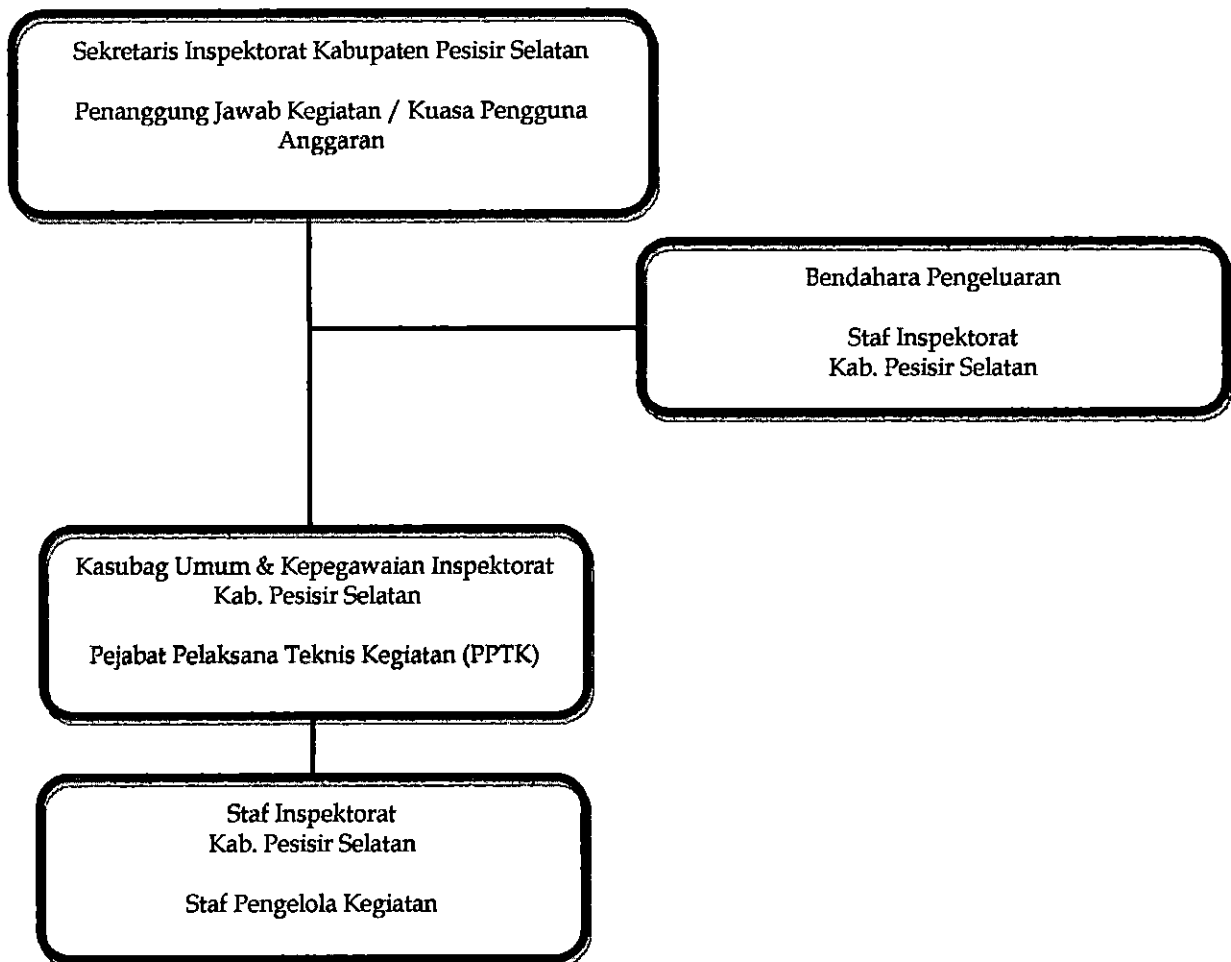 Sekretaris Inspektorat Kabupaten Pesisir Selatan
Penanggung Jawab Kegiatan / Kuasa Pengguna
Anggaran
Bendahara Pengeluaran
Staf Inspektorat
Kab. Pesisir Selatan
Kasubag Umum & Kepegawaian Inspektorat
Kab. Pesisir Selatan
Pejabat Pelaksana Teknis Kegiatan (PPTK)
Staf Inspektorat
Kab. Pesisir Selatan
Staf Pengelola Kegiatan